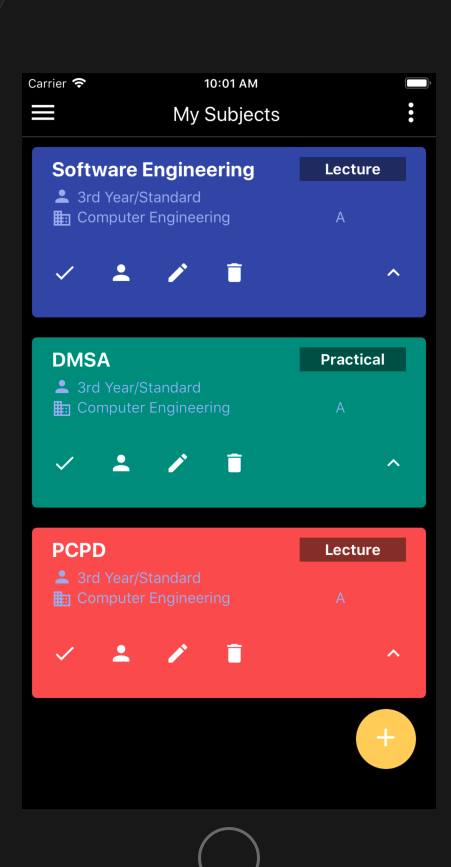 Carrier 10:01 AM
My Subjects
Software Engineering Lecture
3rd Year/Standard
Computer Engineering A
DMSA Practical
3rd Year/Standard
Computer Engineering A
PCPD Lecture
3rd Year/Standard
Computer Engineering A
+